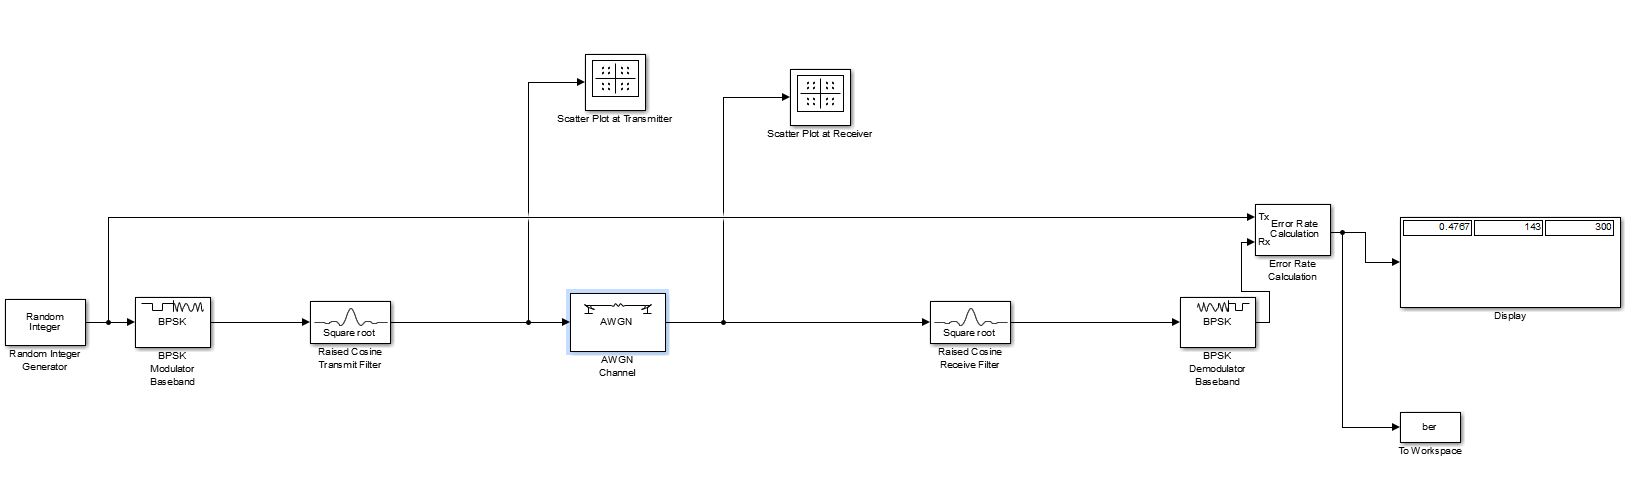 Scatter Plot at Transmitter
Scatter Plot at Receiver
Tx
Error Rate
Calculation
Rx
Error Rate
Calculation
0.4767
143
300
Display
Random
Integer
Random Integer
Generator
BPSK
BPSK
Modulator
Baseband
Square root
Raised Cosine
Transmit Filter
AWGN
AWGN
Channel
Square root
Raised Cosine
Receive Filter
BPSK
BPSK
Demodulator
Baseband
ber
To Workspace